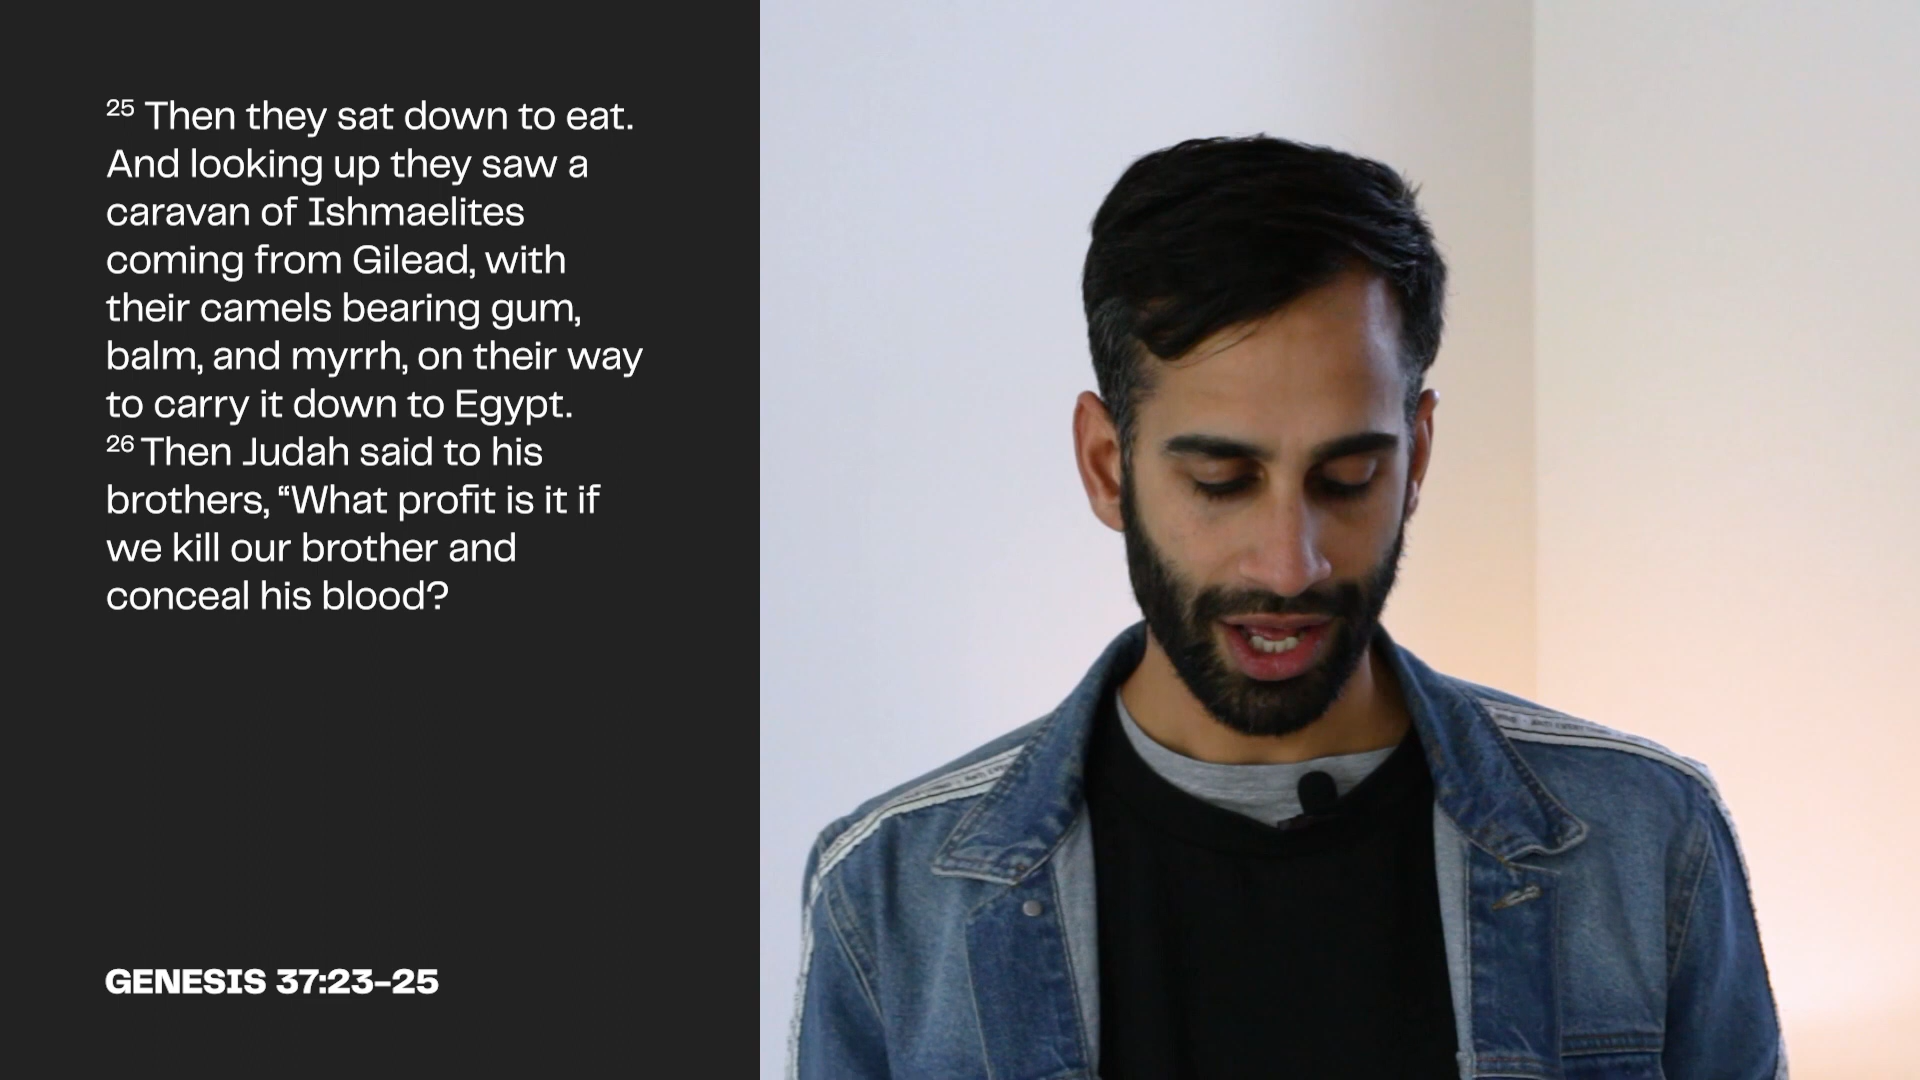 25 Then they sat down to eat.
And looking up they saw a
caravan of Ishmaelites
coming from Gilead, with
their camels bearing gum,
balm, and myrrh, on their way
to carry it down to Egypt.
26 Then Judah said to his
brothers, “What profit is it if
we kill our brother and
conceal his blood?
GENESIS 37:23–25